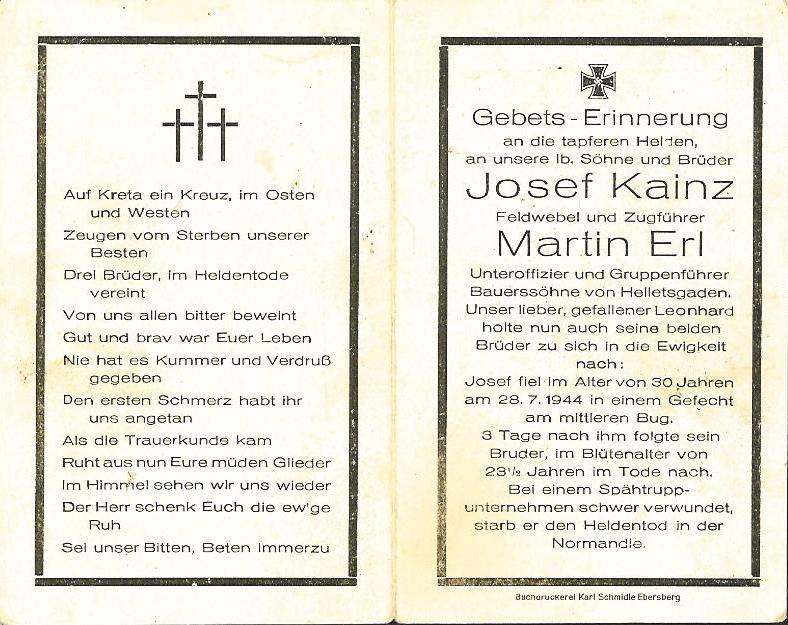 Auf Kreta ein Kreuz, im Osten
und Westen
Zeugen vom Sterben unserer
Besten
Drei Brüder, im Heldentode
vereint
Von uns allen bitter beweint
Gut und brav war Euer Leben
Nie hat es Kummer und Verdruß
gegeben
Den ersten Schmerz habt ihr
uns angetan
Als die Trauerkunde kam
Ruht aus nun Eure müden Glieder
Im Himmel sehen wir uns wieder
Der Herr schenk Euch die ew'ge
Ruh
Sei unser Bitten, Beten immerzu
Gebets-Erinnerung
an die tapferen Helden,
an unsere lb. Söhne und Brüder
Josef Kainz
Feldwebel und Zugführer
Martin Erl
Unteroffizier und Gruppenführer
Bauerssöhne von Helletsgaden.
Unser lieber, gefallener Leonhard
holte nun auch seine beiden
Brüder zu sich in die Ewigkeit
nach:
Josef fiel im Alter von 30 Jahren
am 28. 7. 1944 in einem Gefecht
am mittleren Bug.
3 Tage nach ihm folgte sein
Bruder, im Blütenalter von
23½ Jahren im Tode nach.
Bei einem Spähtrupp-
unternehmen schwer verwundet,
starb er den Heldentod in der
Normandie.
Buchdruckerei Karl Schmidle Ebersberg